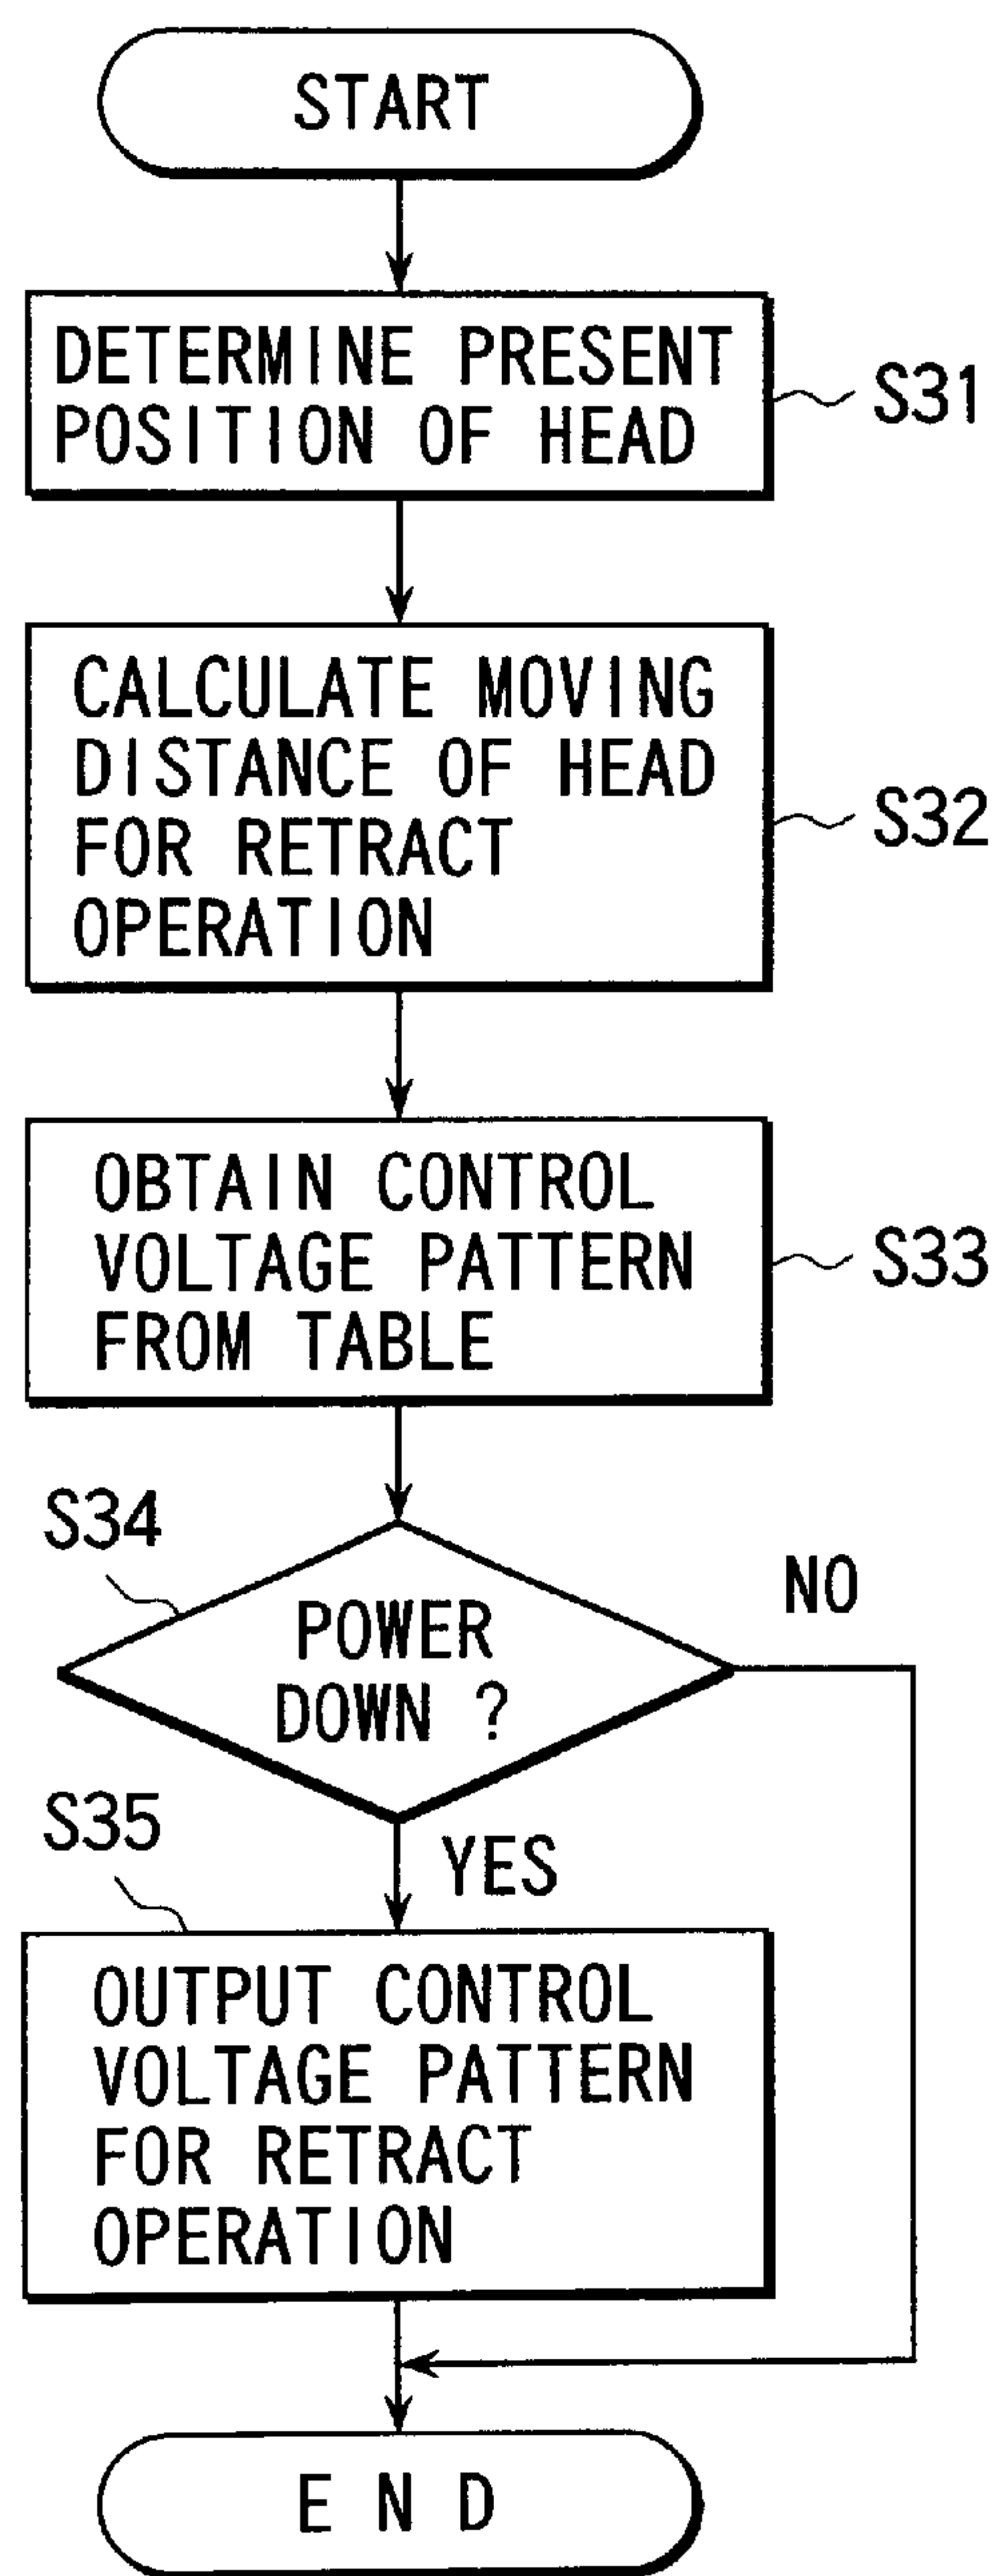 START
DETERMINE PRESENT
POSITION OF HEAD
S31
CALCULATE MOVING
DISTANCE OF HEAD
FOR RETRACT
OPERATION
S32
OBTAIN CONTROL
VOLTAGE PATTERN
FROM TABLE
S33
S34
POWER
DOWN ?
NO
YES
S35
OUTPUT CONTROL
VOLTAGE PATTERN
FOR RETRACT
OPERATION
E N D